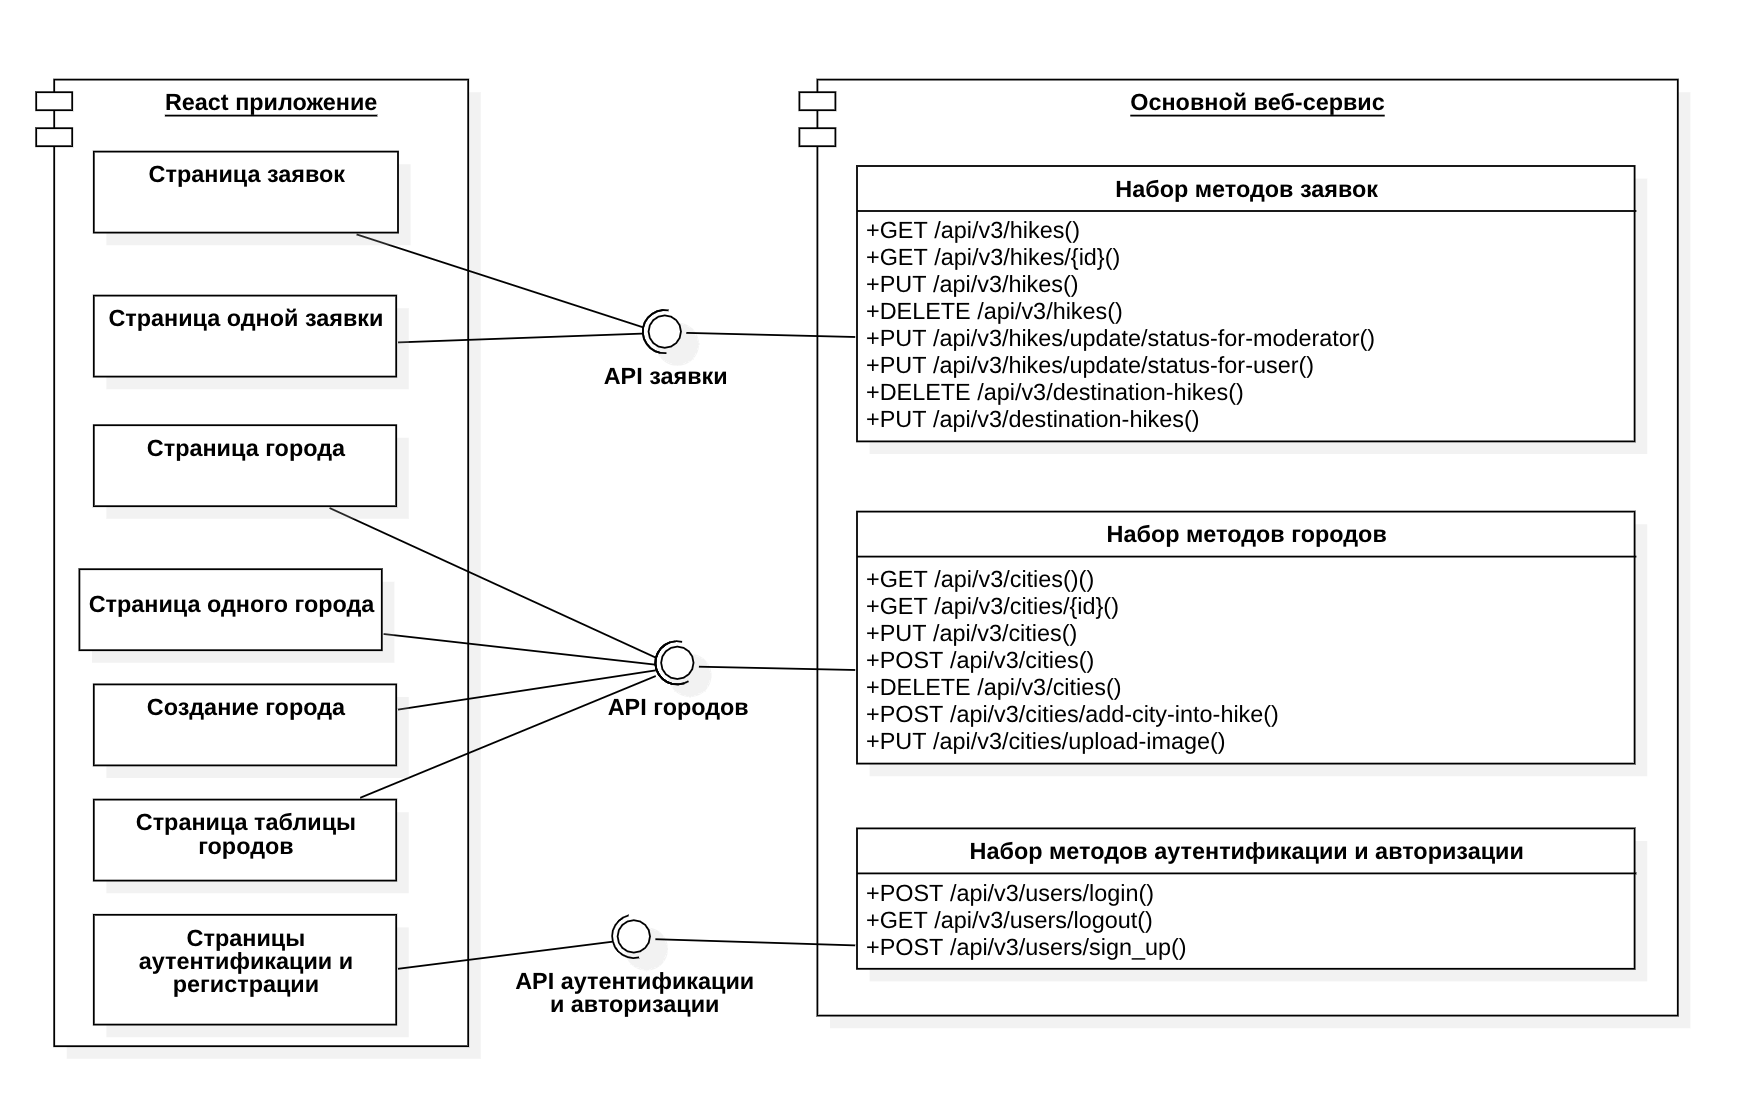 React приложение
Страница заявок
Страница одной заявки
Страница города
Страница одного города
Создание города
Страница таблицы
городов
Страницы
аутентификации и
регистрации
API заявки
API городов
API аутентификации
и авторизации
Основной веб-сервис
Набор методов заявок
+GET /api/v3/hikes()
+GET /api/v3/hikes/{id}()
+PUT /api/v3/hikes()
+DELETE /api/v3/hikes()
+PUT /api/v3/hikes/update/status-for-moderator()
+PUT /api/v3/hikes/update/status-for-user()
+DELETE /api/v3/destination-hikes()
+PUT /api/v3/destination-hikes()
Набор методов городов
+GET /api/v3/cities()()
+GET /api/v3/cities/{id}()
+PUT /api/v3/cities()
+POST /api/v3/cities()
+DELETE /api/v3/cities()
+POST /api/v3/cities/add-city-into-hike()
+PUT /api/v3/cities/upload-image()
Набор методов аутентификации и авторизации
+POST /api/v3/users/login()
+GET /api/v3/users/logout()
+POST /api/v3/users/sign_up()